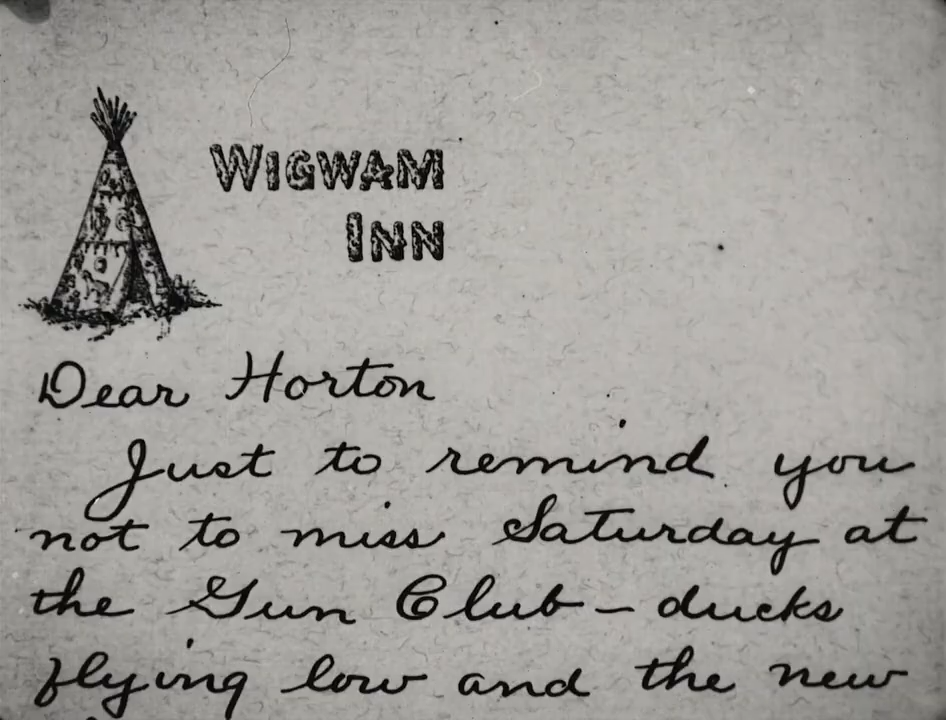 WIGWAM
INN
Dear Horton
Just to remind you
not to miss Saturday at
the Gun Club – ducks
flying low and the new